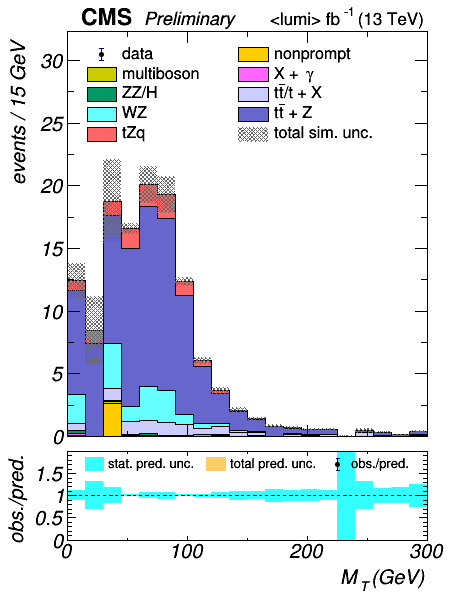 CMS Preliminary <lumi> fb⁻¹ (13 TeV)
events / 15 GeV
30
25
20
15
10
5
0
data
multiboson
ZZ/H
WZ
tZq
nonprompt
X + γ
tt̄/t + X
tt̄ + Z
total sim. unc.
obs./pred.
1.5
1
0.5
0
stat. pred. unc. total pred. unc. obs./pred.
0 100 200 300
M_T (GeV)